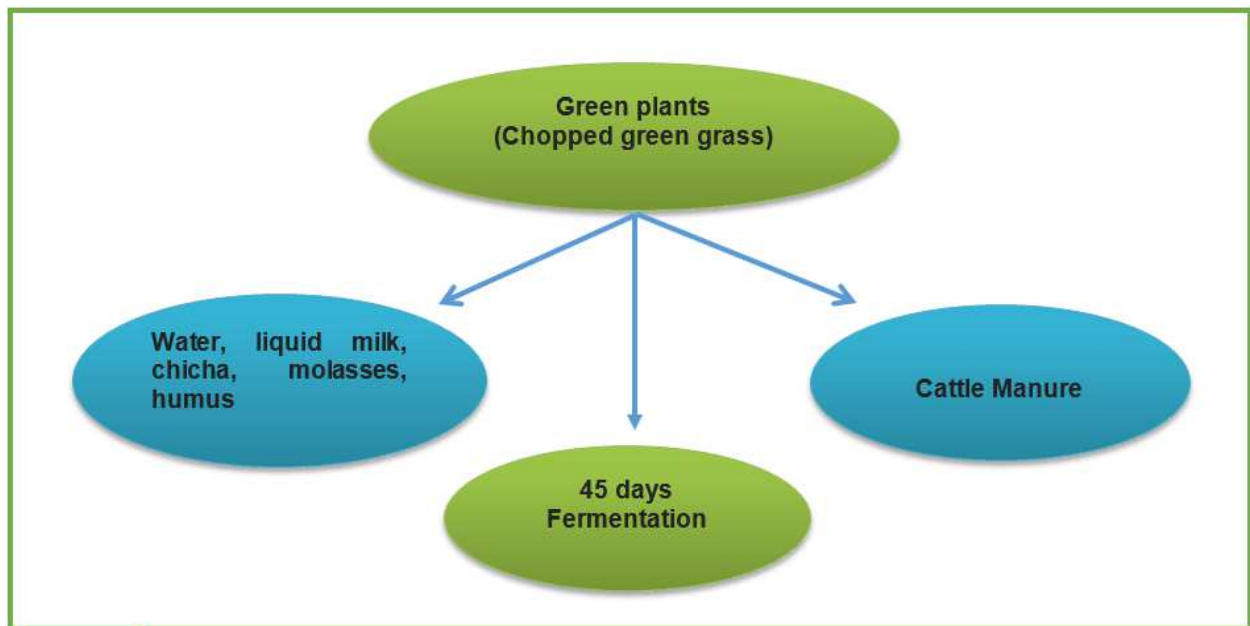 Green plants
(Chopped green grass)
Water, liquid milk,
chicha, molasses,
humus
Cattle Manure
45 days
Fermentation